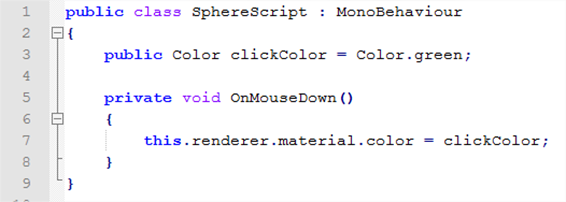 1 public class SphereScript : MonoBehaviour
2 {
3     public Color clickColor = Color.green;
4
5     private void OnMouseDown()
6     {
7         this.renderer.material.color = clickColor;
8     }
9 }